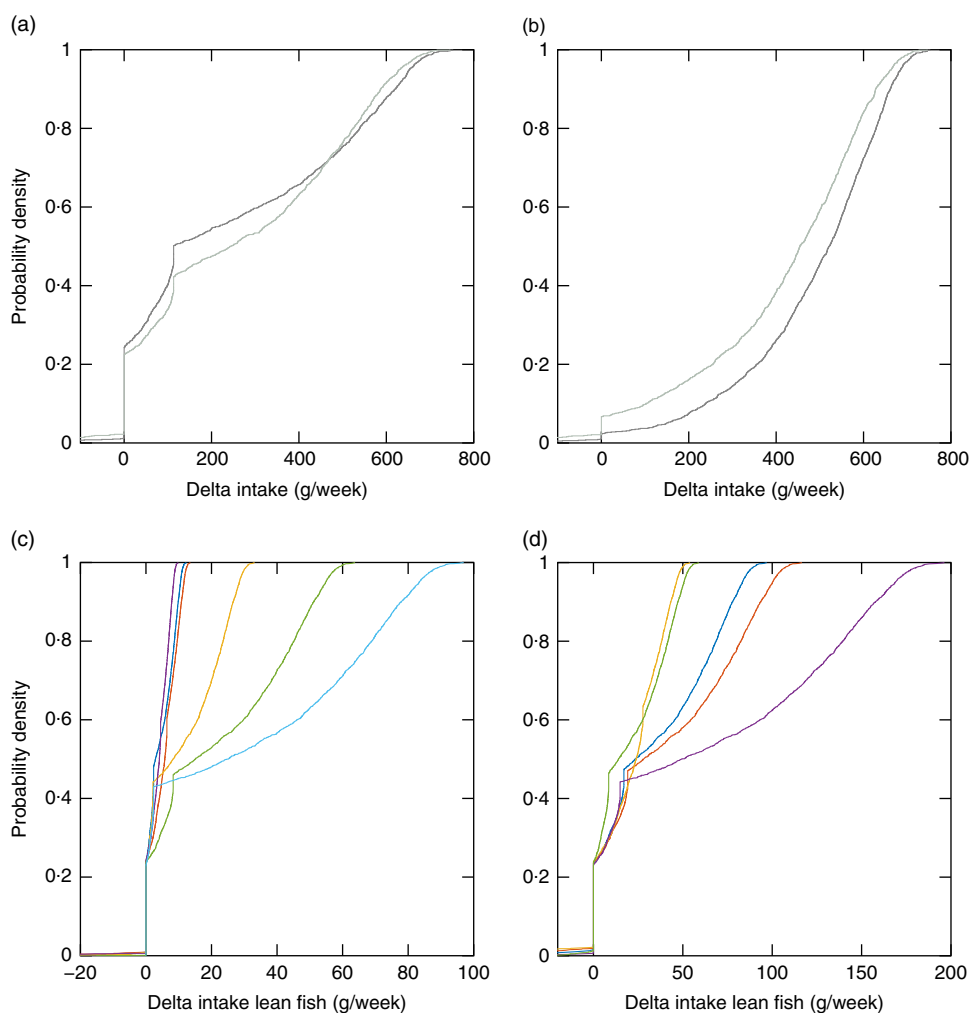 (a)
1
0·8
0·6
0·4
0·2
0
Probability density
0 200 400 600 800
Delta intake (g/week)
(b)
1
0·8
0·6
0·4
0·2
0
0 200 400 600 800
Delta intake (g/week)
(c)
1
0·8
0·6
0·4
0·2
0
Probability density
−20 0 20 40 60 80 100
Delta intake lean fish (g/week)
(d)
1
0·8
0·6
0·4
0·2
0
0 50 100 150 200
Delta intake lean fish (g/week)